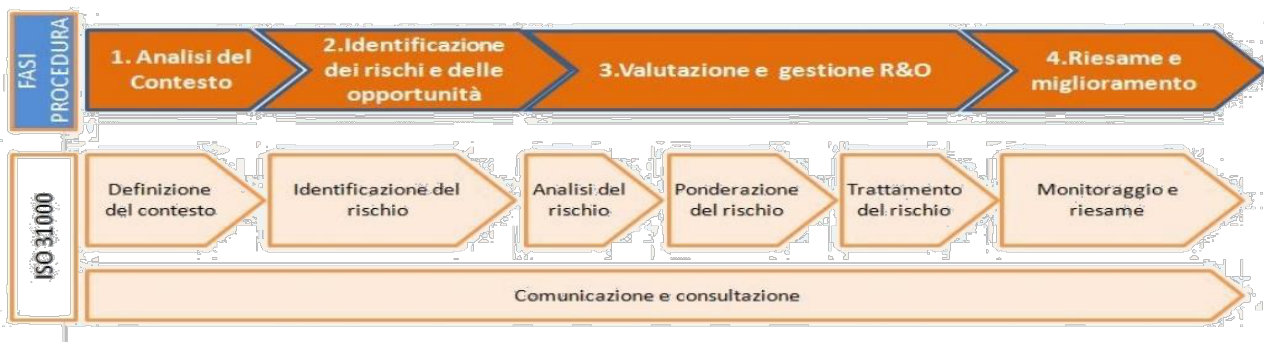 FASI
PROCEDURA
1. Analisi del
Contesto
2.Identificazione
dei rischi e delle
opportunità
3.Valutazione e gestione R&O
4.Riesame e
miglioramento
ISO 31000
Definizione
del contesto
Identificazione del
rischio
Analisi del
rischio
Ponderazione
del rischio
Trattamento
del rischio
Monitoraggio e
riesame
Comunicazione e consultazione